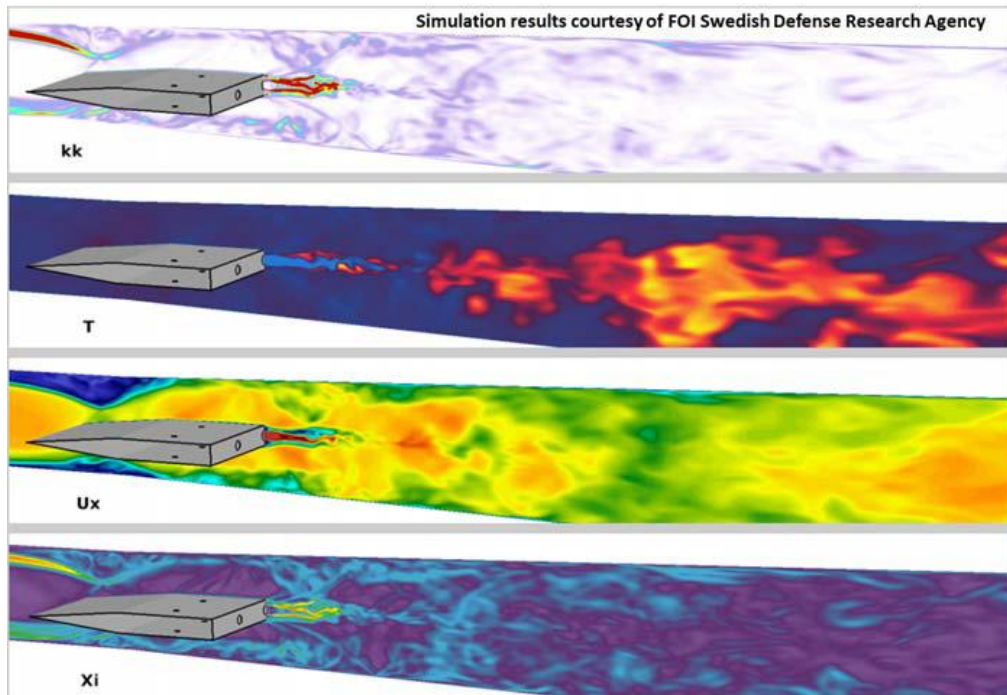 Simulation results courtesy of FOI Swedish Defense Research Agency
kk
T
Ux
Xi